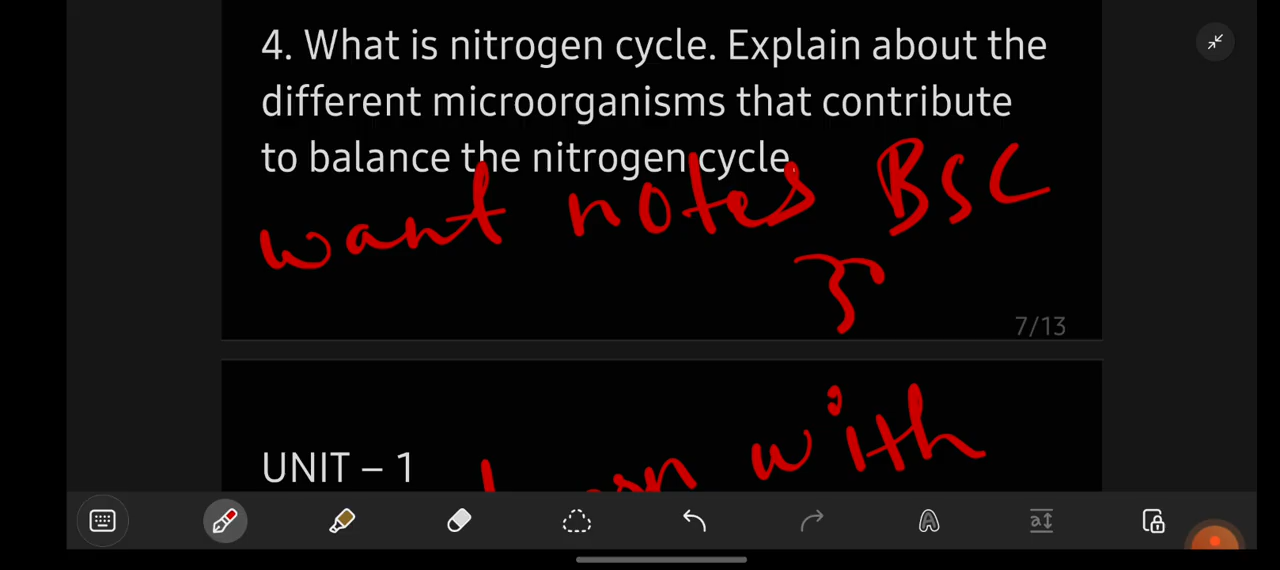 4. What is nitrogen cycle. Explain about the
different microorganisms that contribute
to balance the nitrogen cycle.
want notes BSC
7/13
with
UNIT – 1